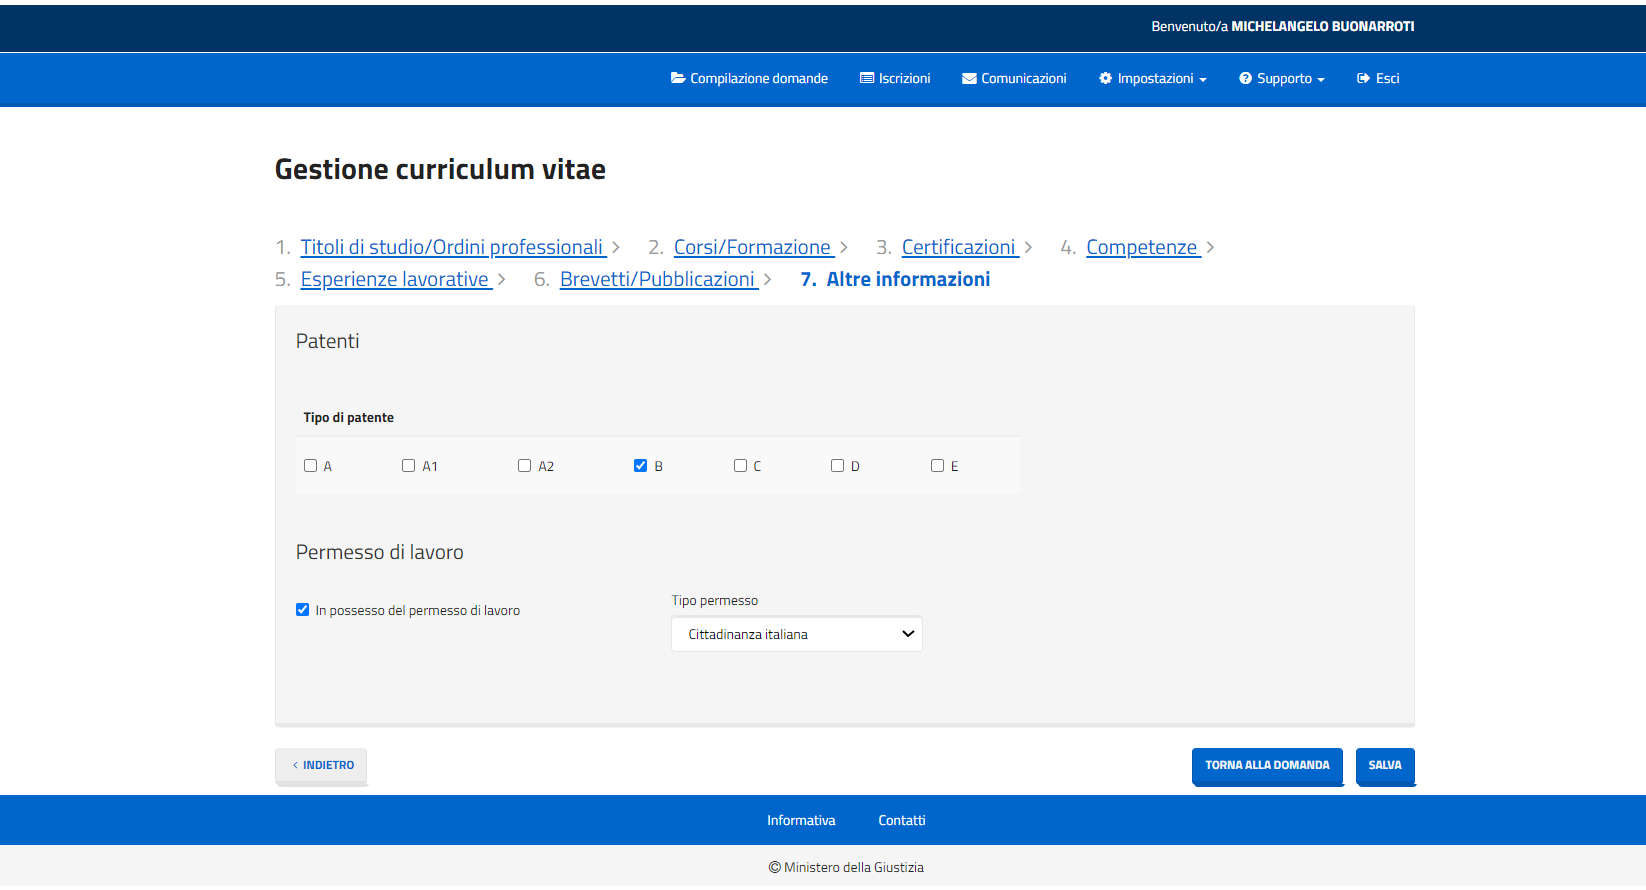 Benvenuto/a MICHELANGELO BUONARROTI
Compilazione domande Iscrizioni Comunicazioni Impostazioni Supporto Esci
Gestione curriculum vitae
1. Titoli di studio/Ordini professionali > 2. Corsi/Formazione > 3. Certificazioni > 4. Competenze >
5. Esperienze lavorative > 6. Brevetti/Pubblicazioni > 7. Altre informazioni
Patenti
Tipo di patente
A A1 A2 B C D E
Permesso di lavoro
Tipo permesso
In possesso del permesso di lavoro
Cittadinanza italiana
< INDIETRO TORNA ALLA DOMANDA SALVA
Informativa Contatti
© Ministero della Giustizia